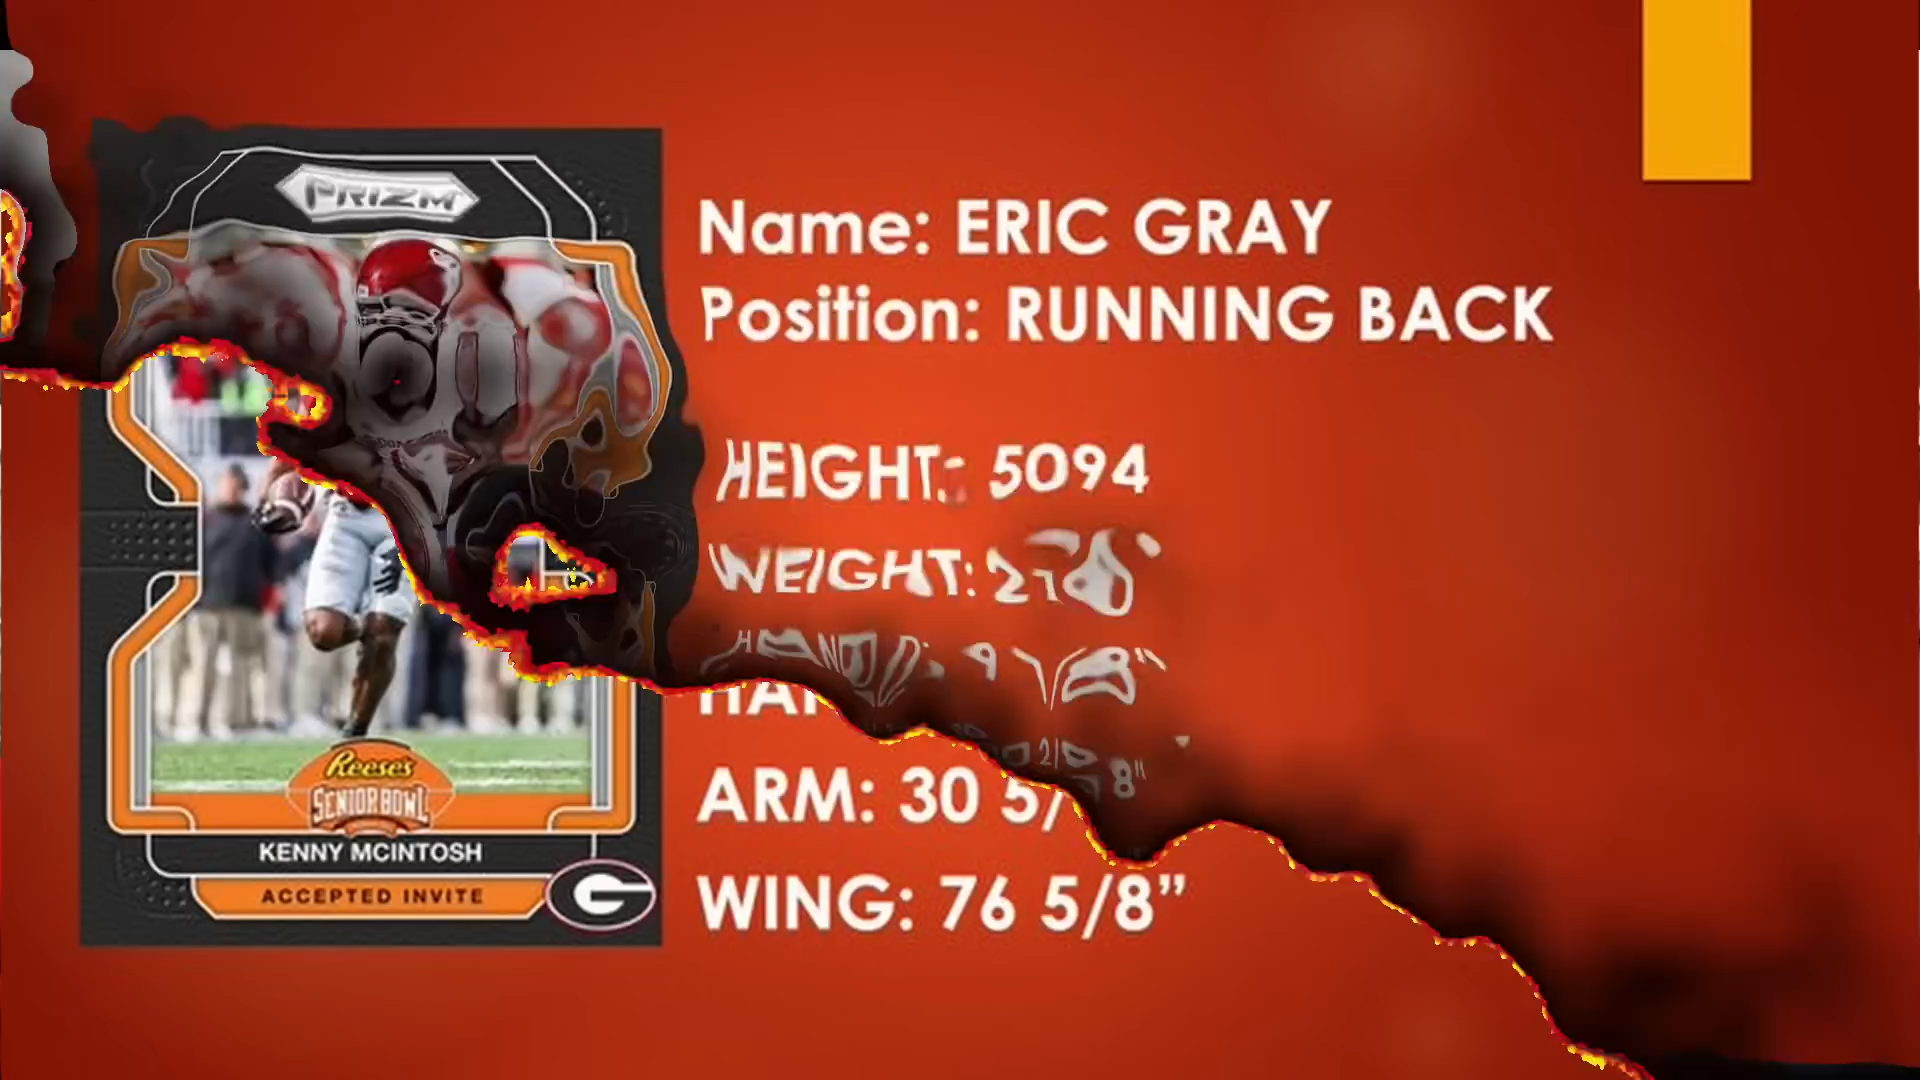 PRIZM
Name: ERIC GRAY
Position: RUNNING BACK
HEIGHT: 5094
WEIGHT:
ARM: 30 5/
WING: 76 5/8”
Reese's
SENIOR BOWL
KENNY MCINTOSH
ACCEPTED INVITE
G